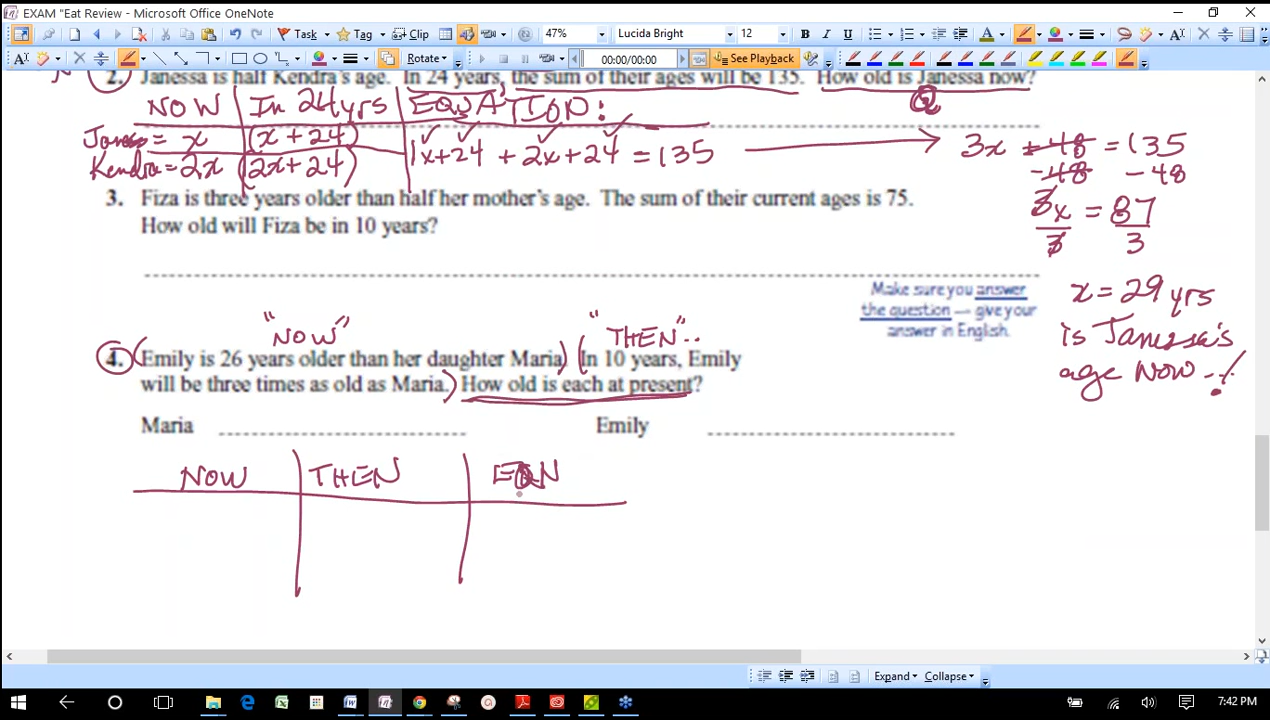 EXAM "Eat Review - Microsoft Office OneNote
Task Tag Clip 47% Lucida Bright 12 B I U
Rotate 00:00/00:00 See Playback
2. Janessa is half Kendra's age. In 24 years, the sum of their ages will be 135. How old is Janessa now?
NOW In 24 yrs EQUATION:
Janess = x (x + 24)
1x+24 + 2x+24 = 135
Kendra = 2x (2x + 24)
3x + 48 = 135
-48 -48
3x = 87
3 3
x = 29 yrs
is Janessa's
age NOW
3. Fiza is three years older than half her mother's age. The sum of their current ages is 75.
How old will Fiza be in 10 years?
Make sure you answer
the question — give your
answer in English.
"NOW" "THEN"..
4. (Emily is 26 years older than her daughter Maria) (In 10 years, Emily
will be three times as old as Maria.) How old is each at present?
Maria Emily
NOW THEN EQN
Expand Collapse
7:42 PM